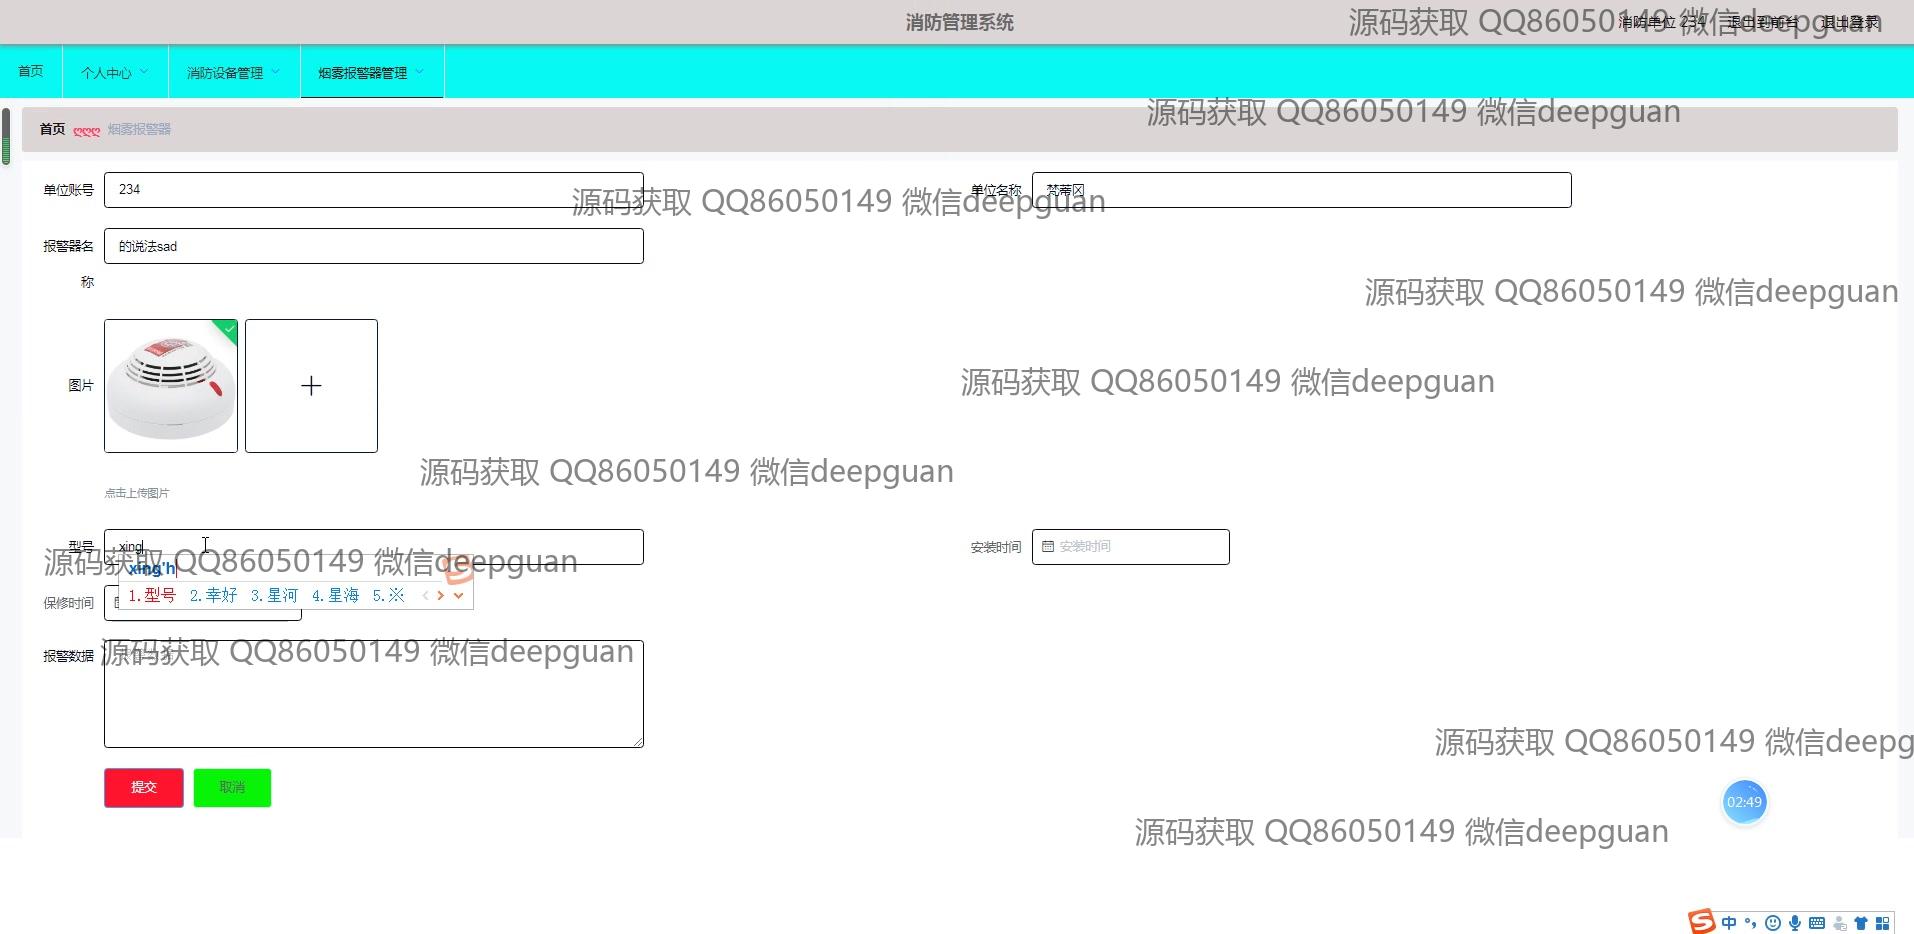 消防管理系统
消防单位 234 退出到前台 退出登录
源码获取 QQ86050149 微信deepguan
首页 个人中心 消防设备管理 烟雾报警器管理
源码获取 QQ86050149 微信deepguan
首页 ღღღ 烟雾报警器
单位账号 234
单位名称 梵蒂冈
源码获取 QQ86050149 微信deepguan
报警器名称 的说法sad
源码获取 QQ86050149 微信deepguan
图片
源码获取 QQ86050149 微信deepguan
源码获取 QQ86050149 微信deepguan
点击上传图片
型号 xing
安装时间 安装时间
源码获取 QQ86050149 微信deepguan
xing'h
1.型号 2.幸好 3.星河 4.星海 5.※
保修时间
报警数据
源码获取 QQ86050149 微信deepguan
源码获取 QQ86050149 微信deepg
提交 取消
02:49
源码获取 QQ86050149 微信deepguan
中